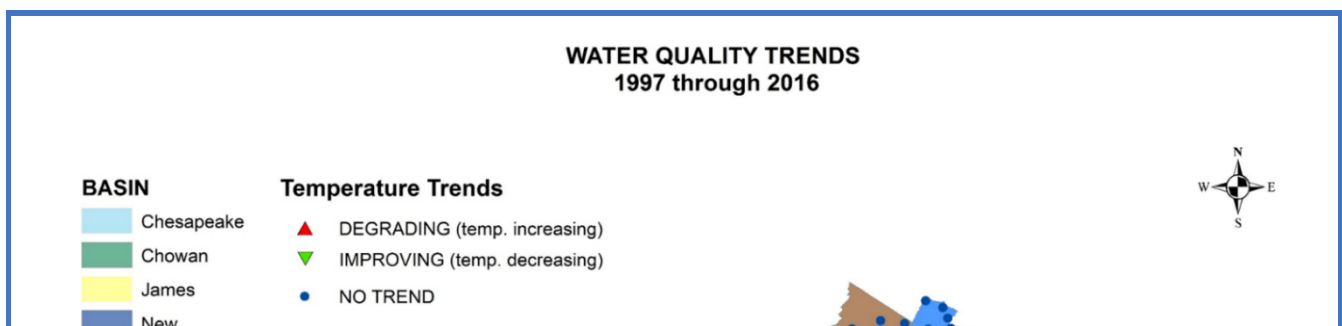 WATER QUALITY TRENDS
1997 through 2016
N
W E
S
BASIN
Chesapeake
Chowan
James
New
Temperature Trends
DEGRADING (temp. increasing)
IMPROVING (temp. decreasing)
NO TREND